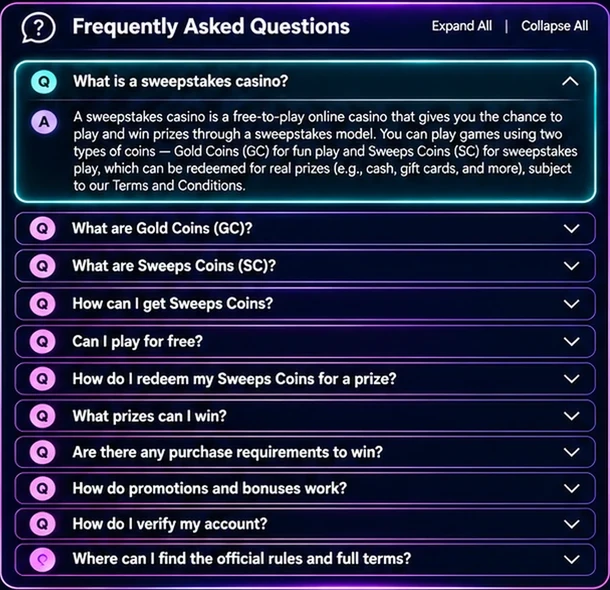 ?
Frequently Asked Questions
Expand All | Collapse All
Q What is a sweepstakes casino?
A A sweepstakes casino is a free-to-play online casino that gives you the chance to
play and win prizes through a sweepstakes model. You can play games using two
types of coins — Gold Coins (GC) for fun play and Sweeps Coins (SC) for sweepstakes
play, which can be redeemed for real prizes (e.g., cash, gift cards, and more), subject
to our Terms and Conditions.
Q What are Gold Coins (GC)?
Q What are Sweeps Coins (SC)?
Q How can I get Sweeps Coins?
Q Can I play for free?
Q How do I redeem my Sweeps Coins for a prize?
Q What prizes can I win?
Q Are there any purchase requirements to win?
Q How do promotions and bonuses work?
Q How do I verify my account?
Where can I find the official rules and full terms?